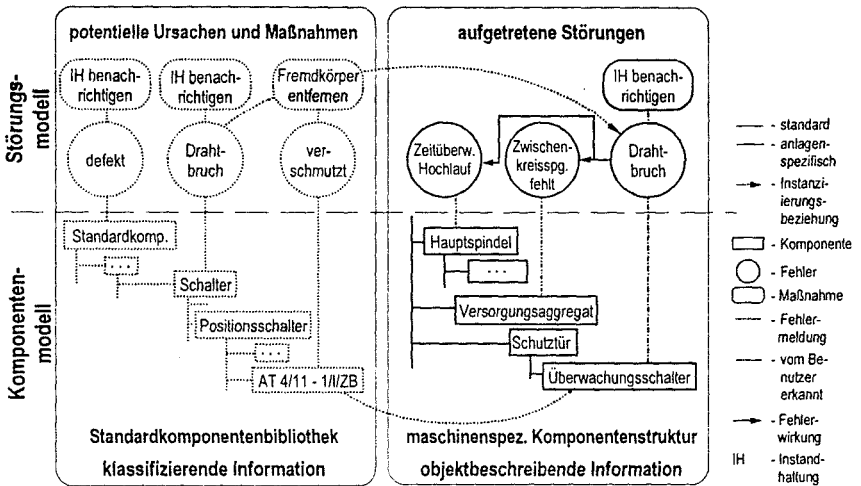 potentielle Ursachen und Maßnahmen
aufgetretene Störungen
Störungs-
modell
IH benach-
richtigen
IH benach-
richtigen
Fremdkörper
entfernen
IH benach-
richtigen
defekt
Draht-
bruch
ver-
schmutzt
Zeitüberw.
Hochlauf
Zwischen-
kreisspg.
fehlt
Draht-
bruch
Komponenten-
modell
Standardkomp.
. . .
Schalter
Positionsschalter
. . .
AT 4/11 - 1/I/ZB
Hauptspindel
. . .
Versorgungsaggregat
Schutztür
Überwachungsschalter
Standardkomponentenbibliothek
klassifizierende Information
maschinenspez. Komponentenstruktur
objektbeschreibende Information
- standard
- anlagen-
spezifisch
- Instanzi-
ierungs-
beziehung
- Komponente
- Fehler
- Maßnahme
- Fehler-
meldung
- vom Be-
nutzer
erkannt
- Fehler-
wirkung
IH - Instand-
haltung